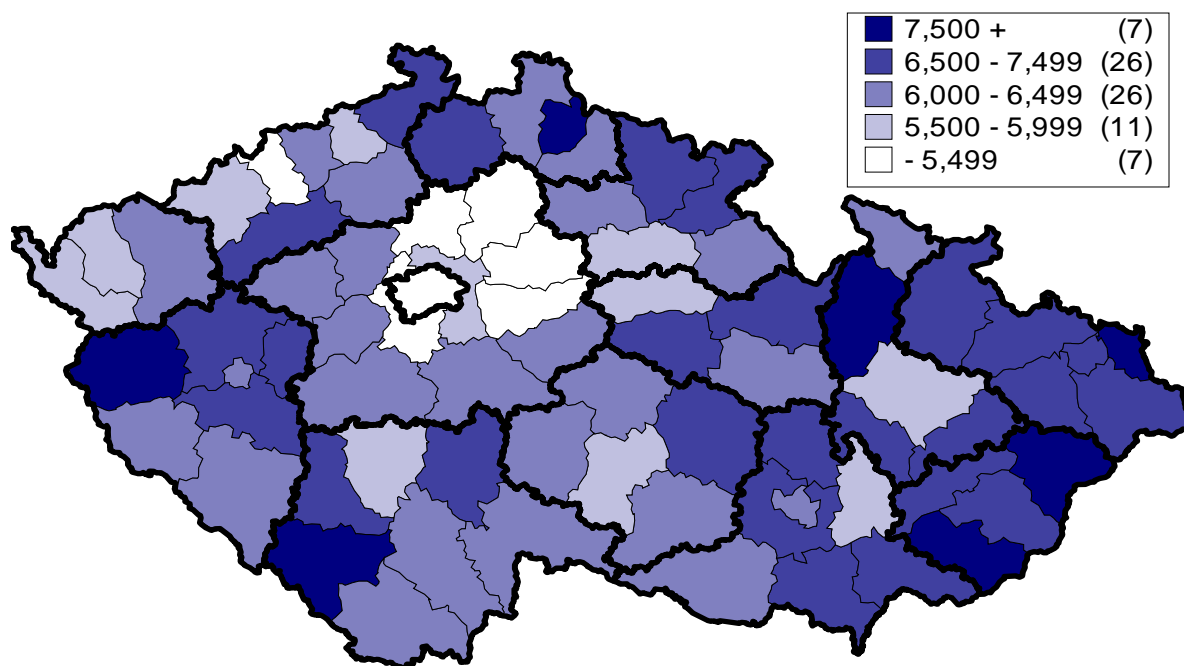 7,500 + (7)
6,500 - 7,499 (26)
6,000 - 6,499 (26)
5,500 - 5,999 (11)
- 5,499 (7)